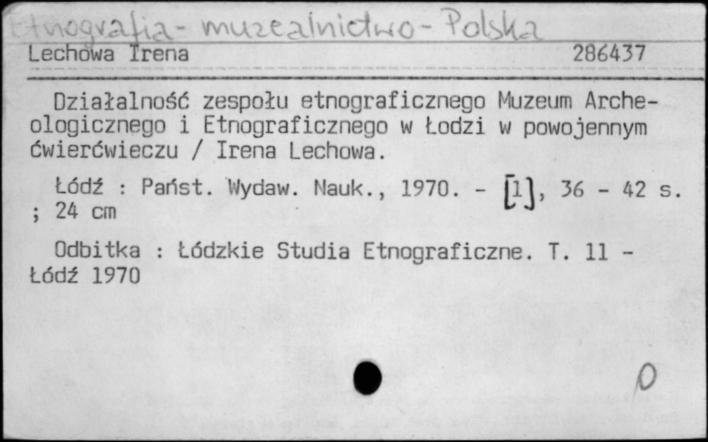 Etnografia - muzealnictwo - Polska
Lechowa Irena 286437
Działalność zespołu etnograficznego Muzeum Arche-
ologicznego i Etnograficznego w Łodzi w powojennym
ćwierćwieczu / Irena Lechowa.
Łódź : Państ. Wydaw. Nauk., 1970. - [1], 36 - 42 s.
; 24 cm
Odbitka : Łódzkie Studia Etnograficzne. T. 11 -
Łódź 1970
0